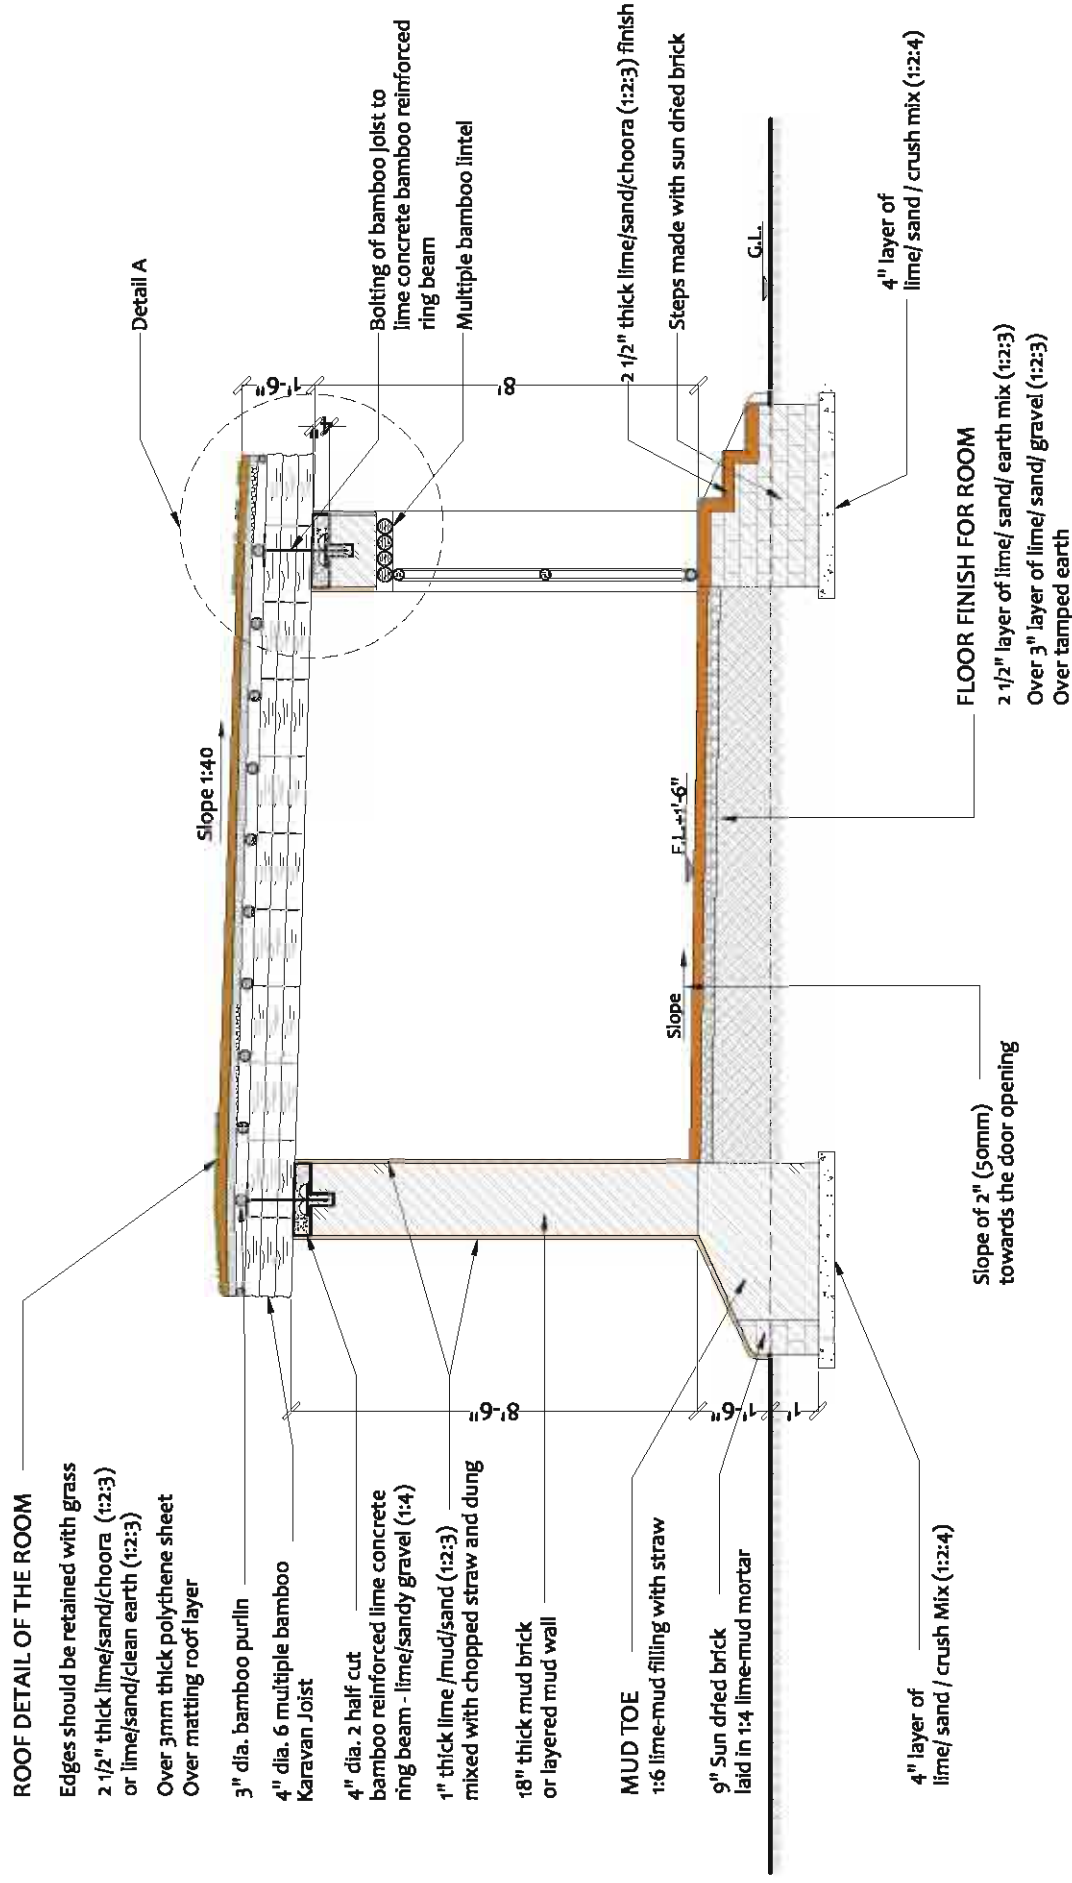 ROOF DETAIL OF THE ROOM
Edges should be retained with grass
2 1/2" thick lime/sand/choora (1:2:3)
or lime/sand/clean earth (1:2:3)
Over 3mm thick polythene sheet
Over matting roof layer
3" dia. bamboo purlin
4" dia. 6 multiple bamboo
Karavan Joist
4" dia. 2 half cut
bamboo reinforced lime concrete
ring beam - lime/sandy gravel (1:4)
1" thick lime /mud/sand (1:2:3)
mixed with chopped straw and dung
18" thick mud brick
or layered mud wall
MUD TOE
1:6 lime-mud filling with straw
9" Sun dried brick
laid in 1:4 lime-mud mortar
4" layer of
lime/ sand / crush Mix (1:2:4)
8'-6"
1'-6"
1'
Slope 1:40
Slope
F.L.+1'-6"
Slope of 2" (50mm)
towards the door opening
Detail A
1'-6"
4"
8'
Bolting of bamboo joist to
lime concrete bamboo reinforced
ring beam
Multiple bamboo lintel
2 1/2" thick lime/sand/choora (1:2:3) finish
Steps made with sun dried brick
G.L.
4" layer of
lime/ sand / crush mix (1:2:4)
FLOOR FINISH FOR ROOM
2 1/2" layer of lime/ sand/ earth mix (1:2:3)
Over 3" layer of lime/ sand/ gravel (1:2:3)
Over tamped earth